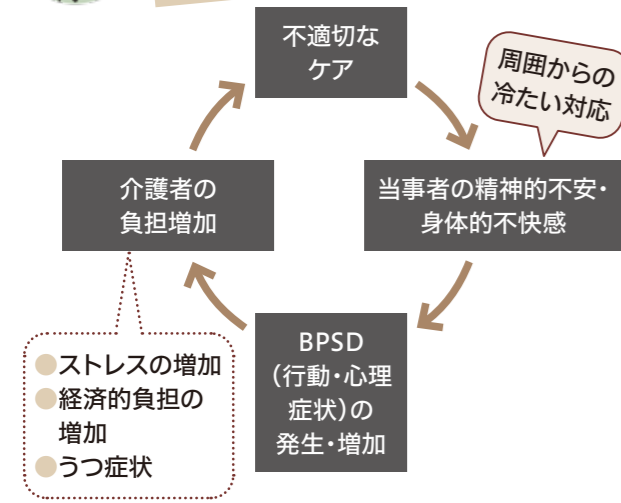 不適切な
ケア
周囲からの
冷たい対応
当事者の精神的不安・
身体的不快感
BPSD
（行動・心理
症状）の
発生・増加
介護者の
負担増加
●ストレスの増加
●経済的負担の
増加
●うつ症状